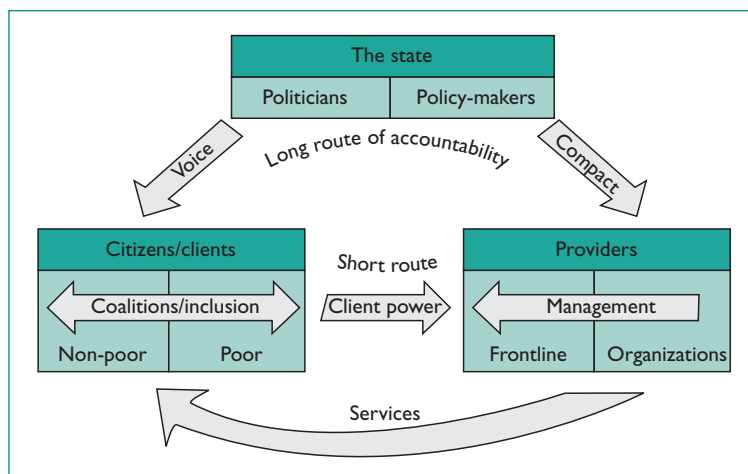 The state
Politicians
Policy-makers
Voice
Long route of accountability
Compact
Citizens/clients
Coalitions/inclusion
Non-poor
Poor
Short route
Client power
Providers
Management
Frontline
Organizations
Services